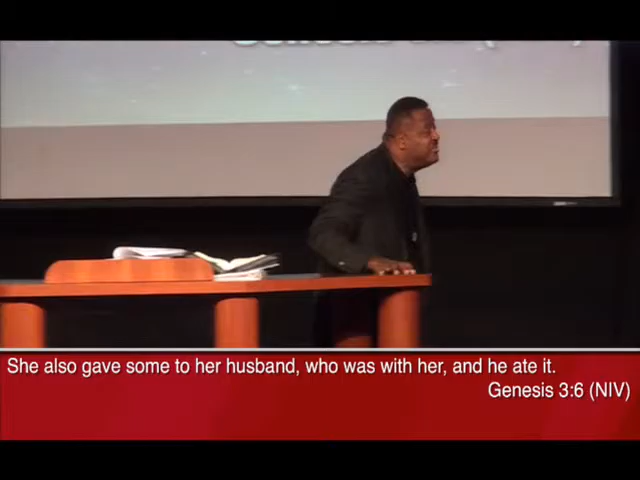 She also gave some to her husband, who was with her, and he ate it.
Genesis 3:6 (NIV)